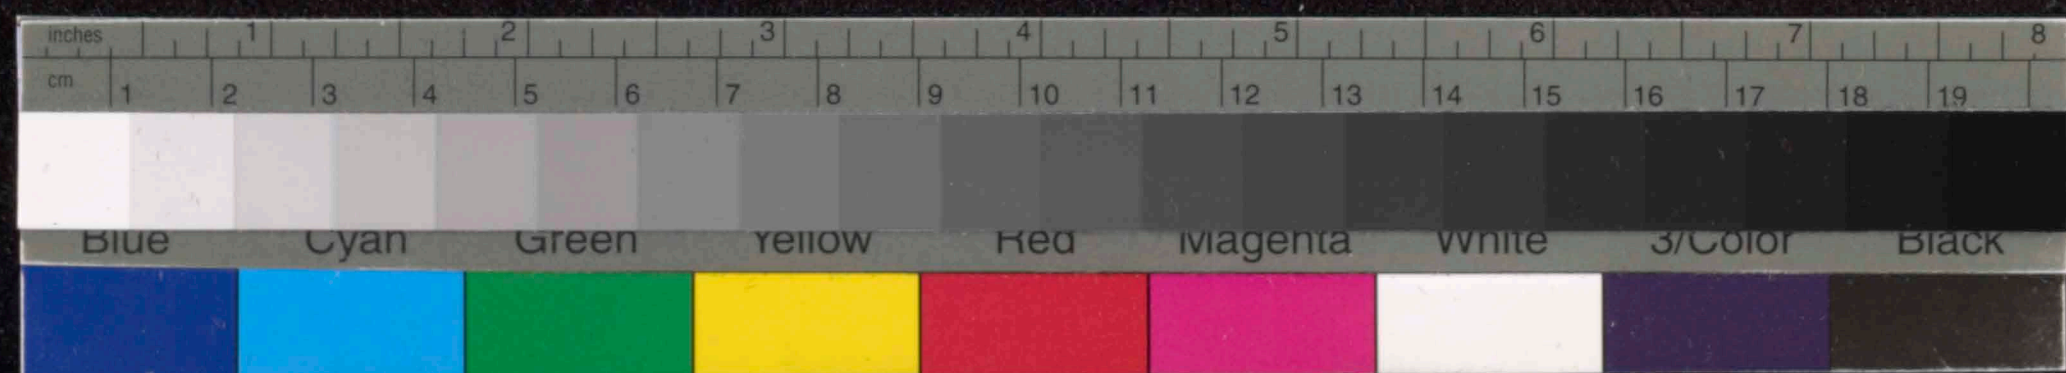 inches 1 2 3 4 5 6 7 8
cm 1 2 3 4 5 6 7 8 9 10 11 12 13 14 15 16 17 18 19
Blue Cyan Green Yellow Red Magenta White 3/Color Black